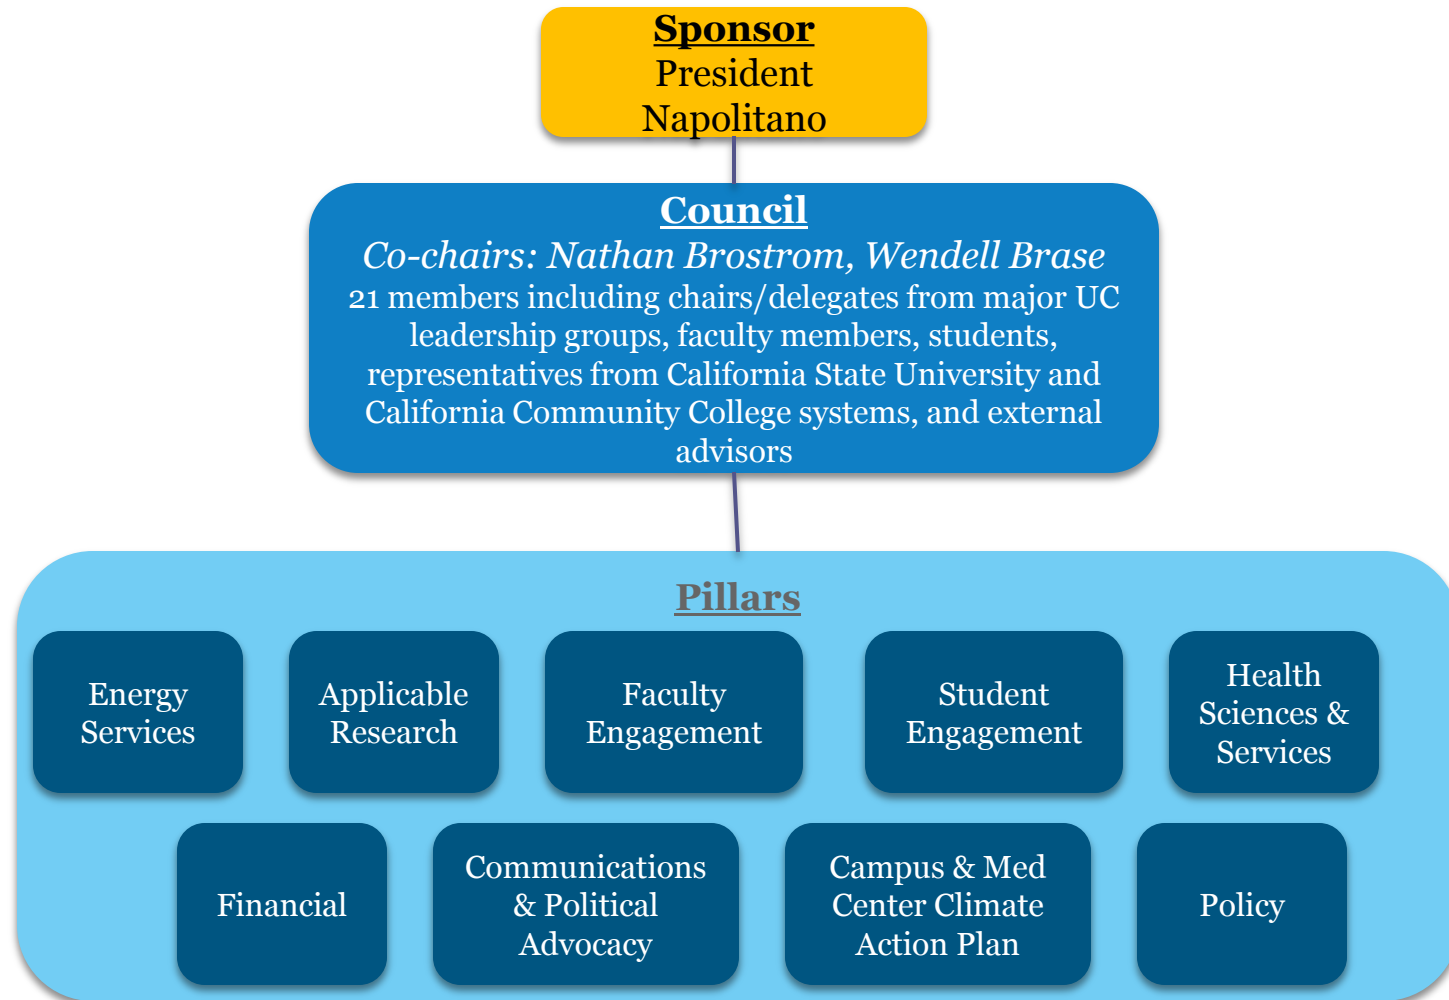 Sponsor
President
Napolitano
Council
Co-chairs: Nathan Brostrom, Wendell Brase
21 members including chairs/delegates from major UC
leadership groups, faculty members, students,
representatives from California State University and
California Community College systems, and external
advisors
Pillars
Energy
Services
Applicable
Research
Faculty
Engagement
Student
Engagement
Health
Sciences &
Services
Financial
Communications
& Political
Advocacy
Campus & Med
Center Climate
Action Plan
Policy